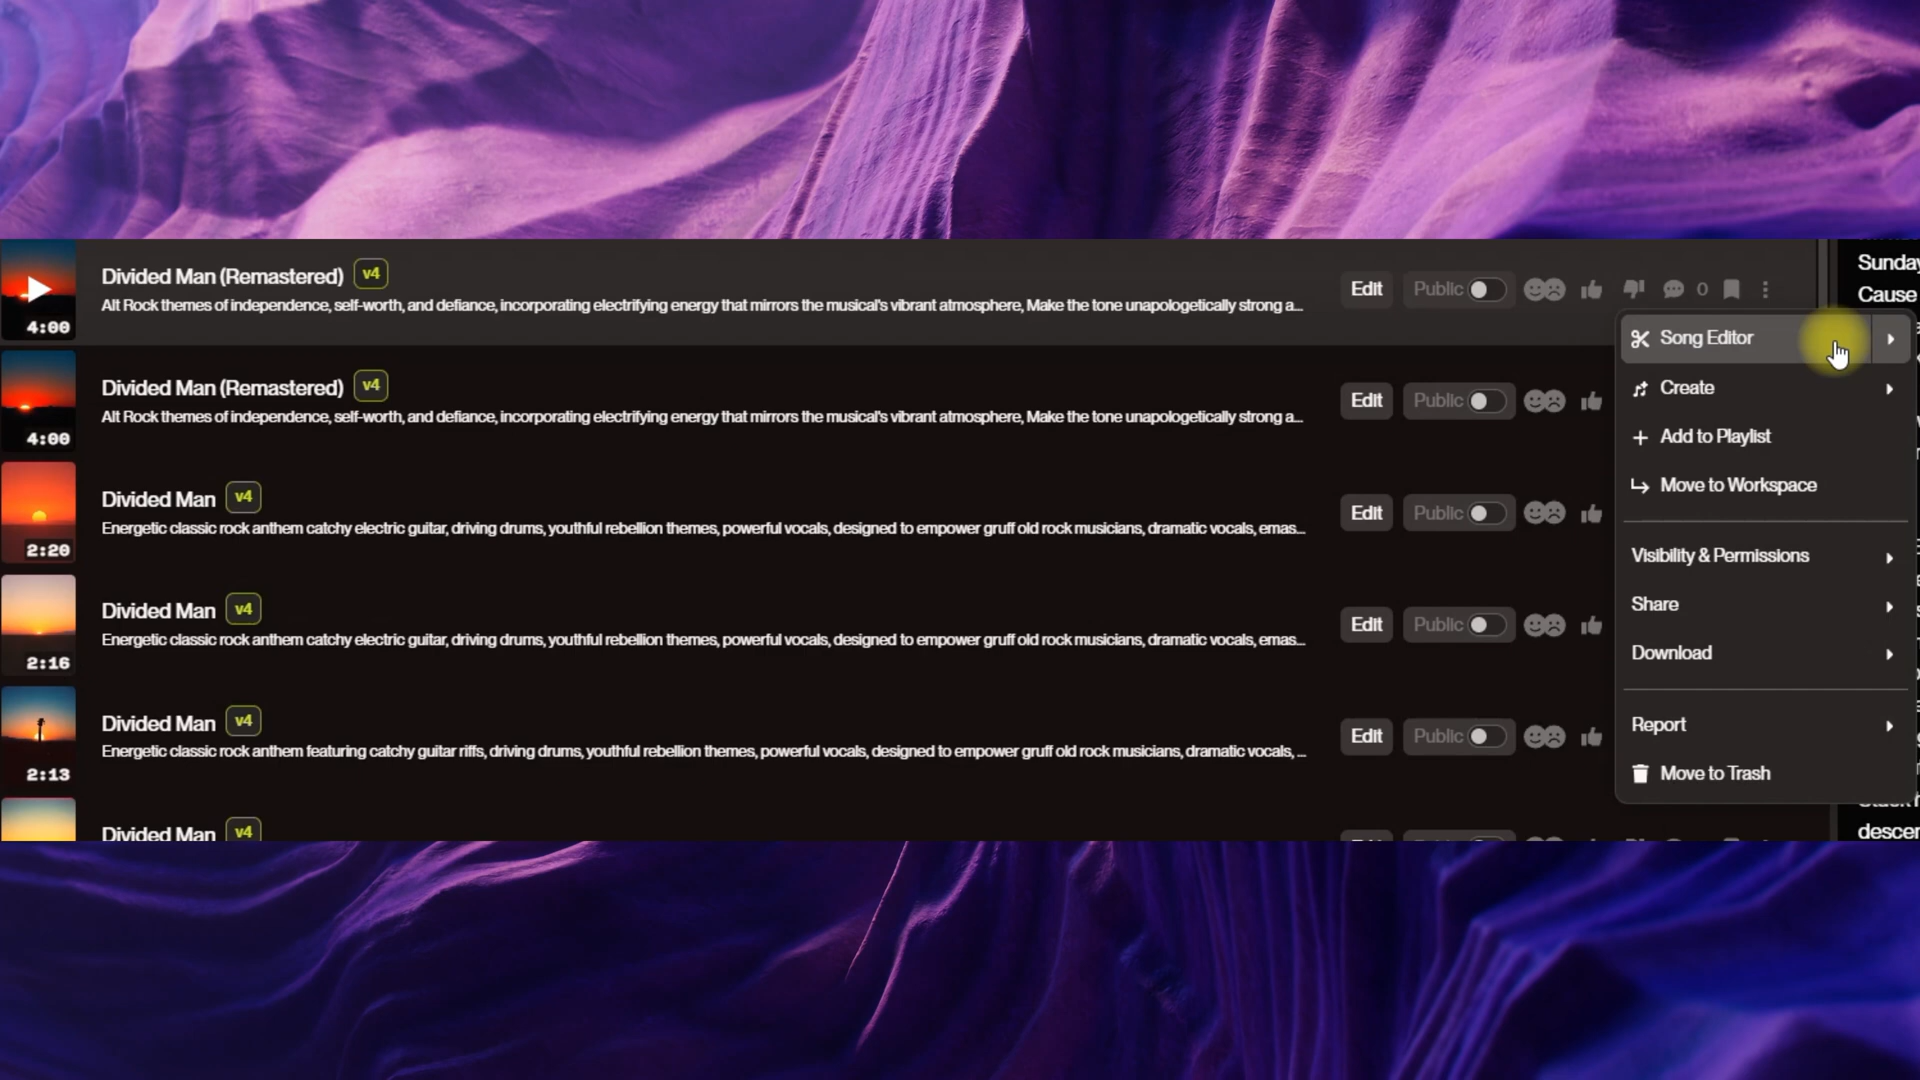 Divided Man (Remastered) v4
Alt Rock themes of independence, self-worth, and defiance, incorporating electrifying energy that mirrors the musical's vibrant atmosphere, Make the tone unapologetically strong a...
4:00
Edit Public 0
Sunday
Cause
Divided Man (Remastered) v4
Alt Rock themes of independence, self-worth, and defiance, incorporating electrifying energy that mirrors the musical's vibrant atmosphere, Make the tone unapologetically strong a...
4:00
Edit Public
Divided Man v4
Energetic classic rock anthem catchy electric guitar, driving drums, youthful rebellion themes, powerful vocals, designed to empower gruff old rock musicians, dramatic vocals, emas...
2:20
Edit Public
Divided Man v4
Energetic classic rock anthem catchy electric guitar, driving drums, youthful rebellion themes, powerful vocals, designed to empower gruff old rock musicians, dramatic vocals, emas...
2:16
Edit Public
Divided Man v4
Energetic classic rock anthem featuring catchy guitar riffs, driving drums, youthful rebellion themes, powerful vocals, designed to empower gruff old rock musicians, dramatic vocals, ...
2:13
Edit Public
Divided Man v4
Song Editor
Create
Add to Playlist
Move to Workspace
Visibility & Permissions
Share
Download
Report
Move to Trash
descer